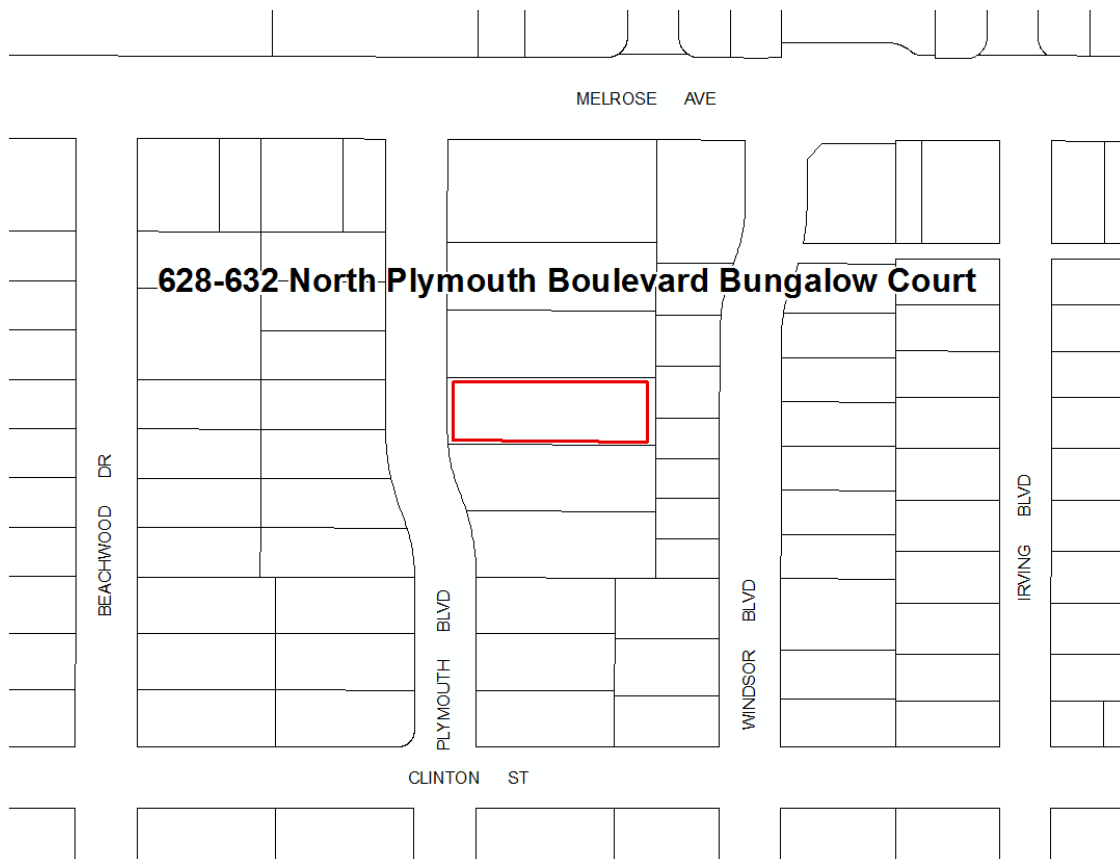 MELROSE AVE
628-632 North Plymouth Boulevard Bungalow Court
BEACHWOOD DR
PLYMOUTH BLVD
WINDSOR BLVD
IRVING BLVD
CLINTON ST